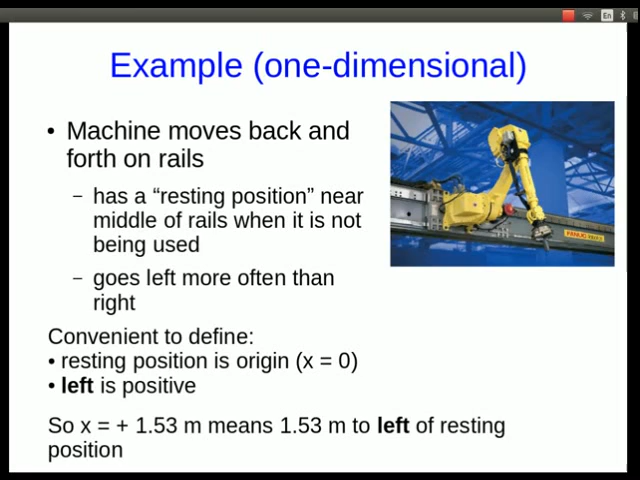 En
Example (one-dimensional)
• Machine moves back and
forth on rails
– has a “resting position” near
middle of rails when it is not
being used
– goes left more often than
right
FANUC
Convenient to define:
• resting position is origin (x = 0)
• left is positive
So x = + 1.53 m means 1.53 m to left of resting
position